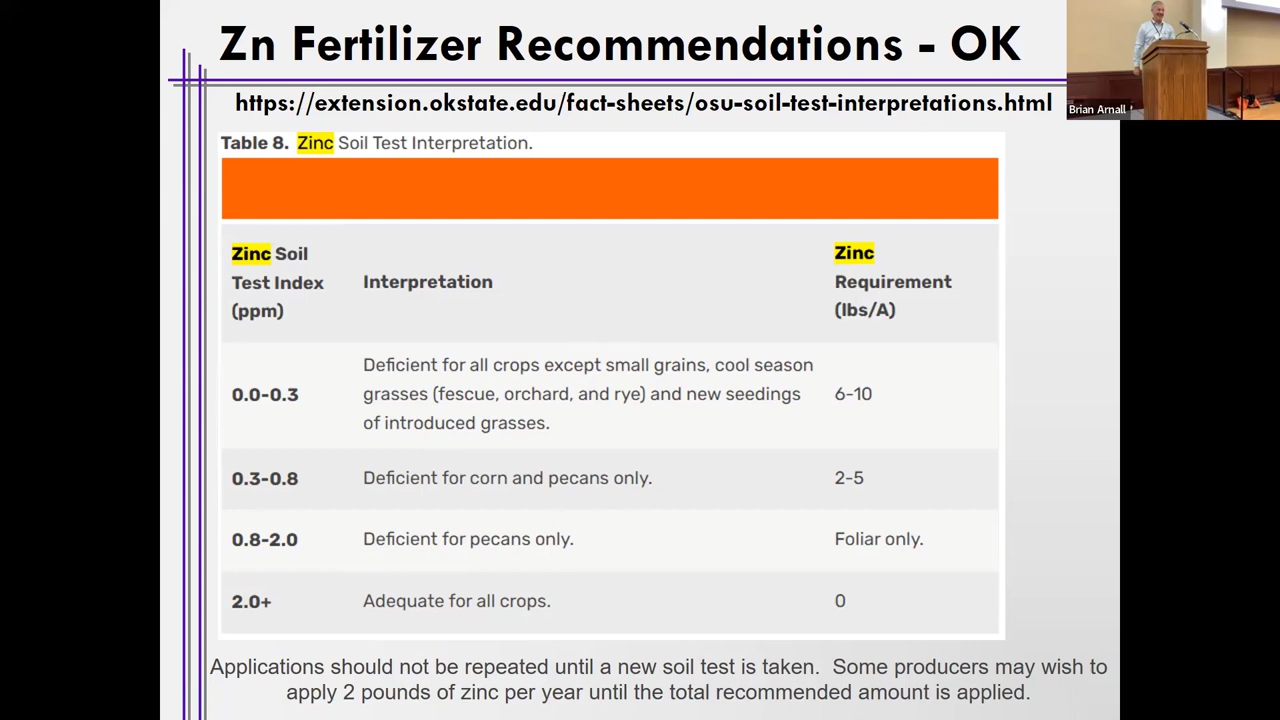 Zn Fertilizer Recommendations - OK
https://extension.okstate.edu/fact-sheets/osu-soil-test-interpretations.html
Brian Arnall
Table 8. Zinc Soil Test Interpretation.
Zinc Soil
Test Index
(ppm)
Interpretation
Zinc
Requirement
(lbs/A)
0.0-0.3
Deficient for all crops except small grains, cool season
grasses (fescue, orchard, and rye) and new seedings
of introduced grasses.
6-10
0.3-0.8
Deficient for corn and pecans only.
2-5
0.8-2.0
Deficient for pecans only.
Foliar only.
2.0+
Adequate for all crops.
0
Applications should not be repeated until a new soil test is taken. Some producers may wish to
apply 2 pounds of zinc per year until the total recommended amount is applied.